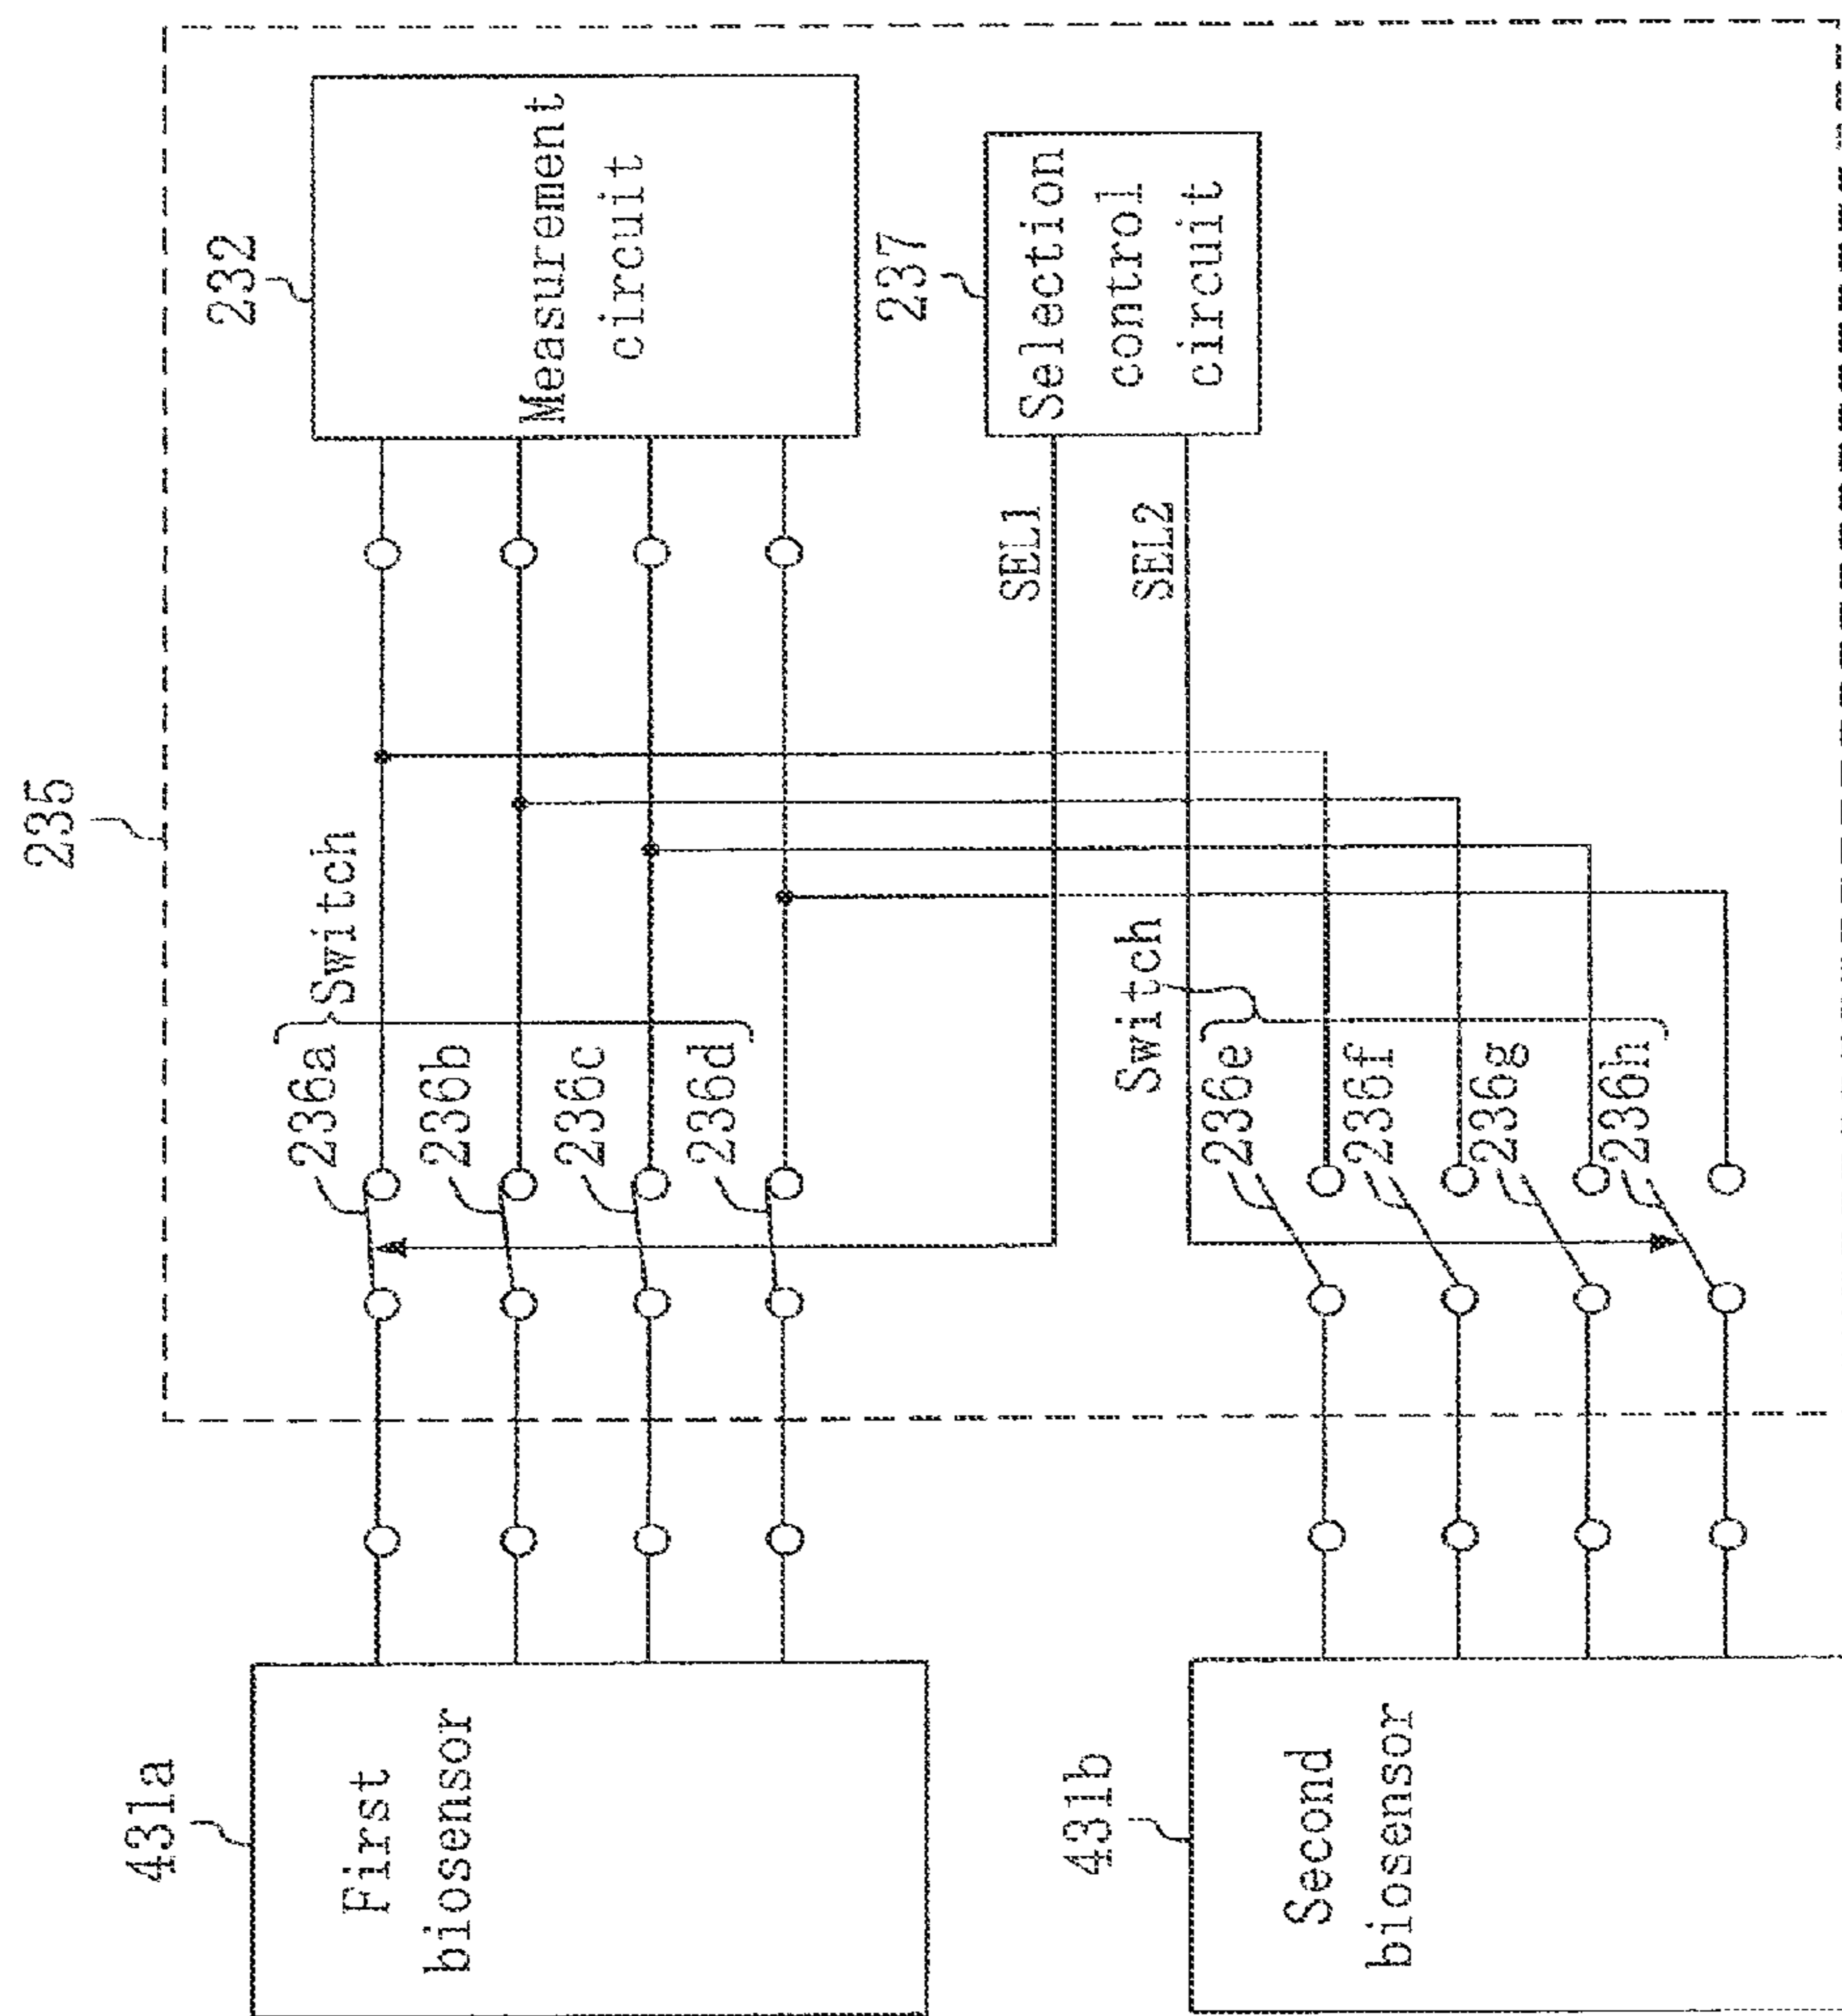 235
431a
First
biosensor
236a
236b
236c
236d
Switch
232
Measurement
circuit
237
Selection
control
circuit
SEL1
SEL2
431b
Second
biosensor
Switch
236e
236f
236g
236h